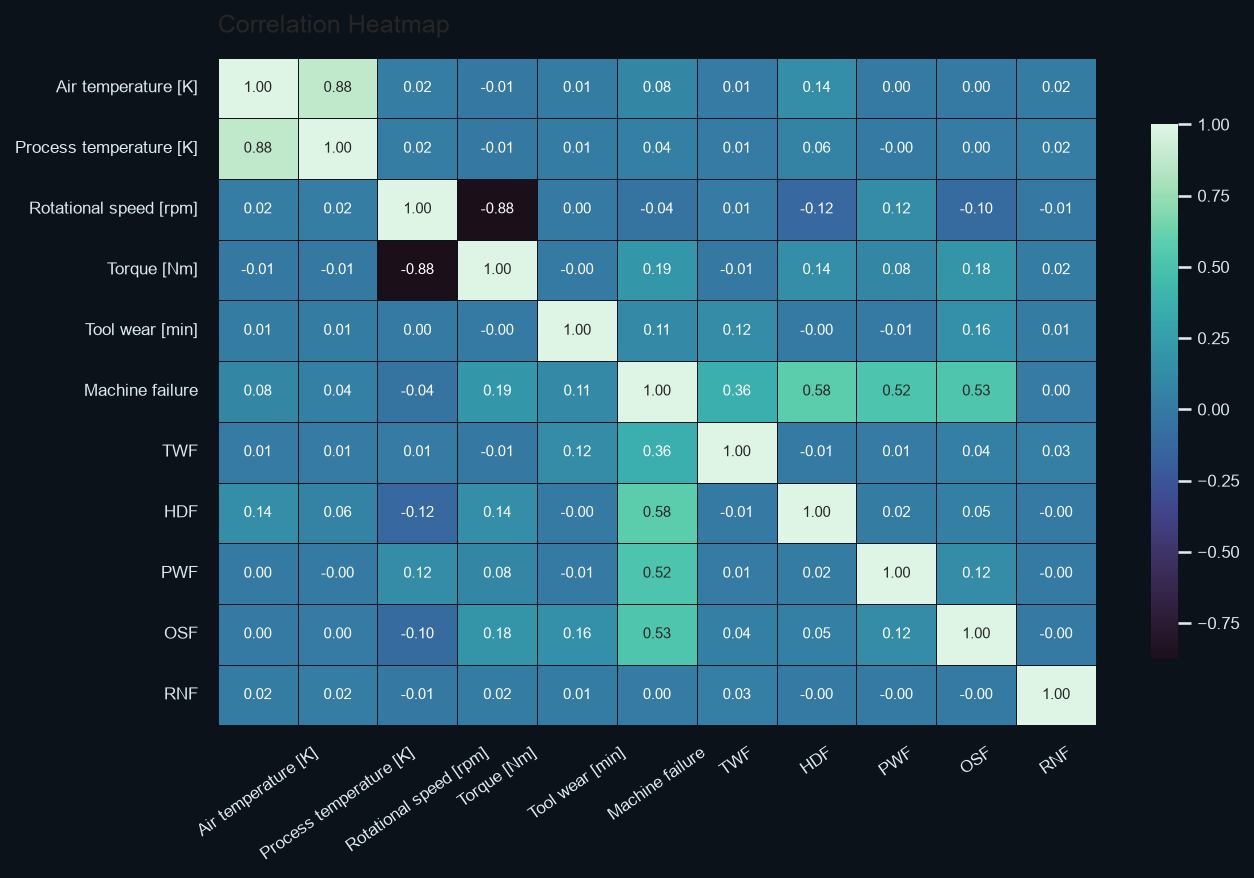 Correlation Heatmap
Air temperature [K] 1.00 0.88 0.02 -0.01 0.01 0.08 0.01 0.14 0.00 0.00 0.02
Process temperature [K] 0.88 1.00 0.02 -0.01 0.01 0.04 0.01 0.06 -0.00 0.00 0.02
Rotational speed [rpm] 0.02 0.02 1.00 -0.88 0.00 -0.04 0.01 -0.12 0.12 -0.10 -0.01
Torque [Nm] -0.01 -0.01 -0.88 1.00 -0.00 0.19 -0.01 0.14 0.08 0.18 0.02
Tool wear [min] 0.01 0.01 0.00 -0.00 1.00 0.11 0.12 -0.00 -0.01 0.16 0.01
Machine failure 0.08 0.04 -0.04 0.19 0.11 1.00 0.36 0.58 0.52 0.53 0.00
TWF 0.01 0.01 0.01 -0.01 0.12 0.36 1.00 -0.01 0.01 0.04 0.03
HDF 0.14 0.06 -0.12 0.14 -0.00 0.58 -0.01 1.00 0.02 0.05 -0.00
PWF 0.00 -0.00 0.12 0.08 -0.01 0.52 0.01 0.02 1.00 0.12 -0.00
OSF 0.00 0.00 -0.10 0.18 0.16 0.53 0.04 0.05 0.12 1.00 -0.00
RNF 0.02 0.02 -0.01 0.02 0.01 0.00 0.03 -0.00 -0.00 -0.00 1.00
Air temperature [K]
Process temperature [K]
Rotational speed [rpm]
Torque [Nm]
Tool wear [min]
Machine failure
TWF
HDF
PWF
OSF
RNF
1.00
0.75
0.50
0.25
0.00
−0.25
−0.50
−0.75